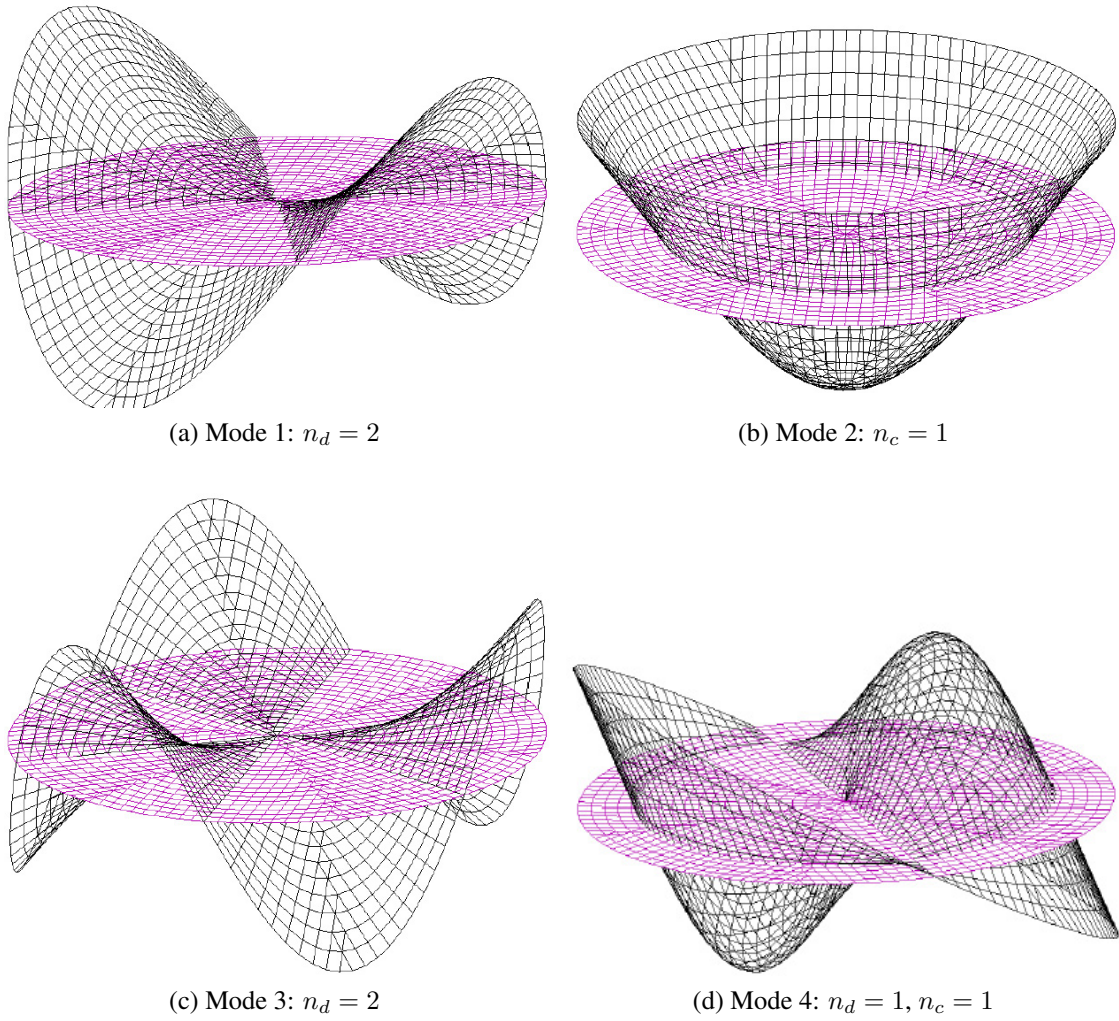 (a) Mode 1: n_d = 2
(b) Mode 2: n_c = 1
(c) Mode 3: n_d = 2
(d) Mode 4: n_d = 1, n_c = 1